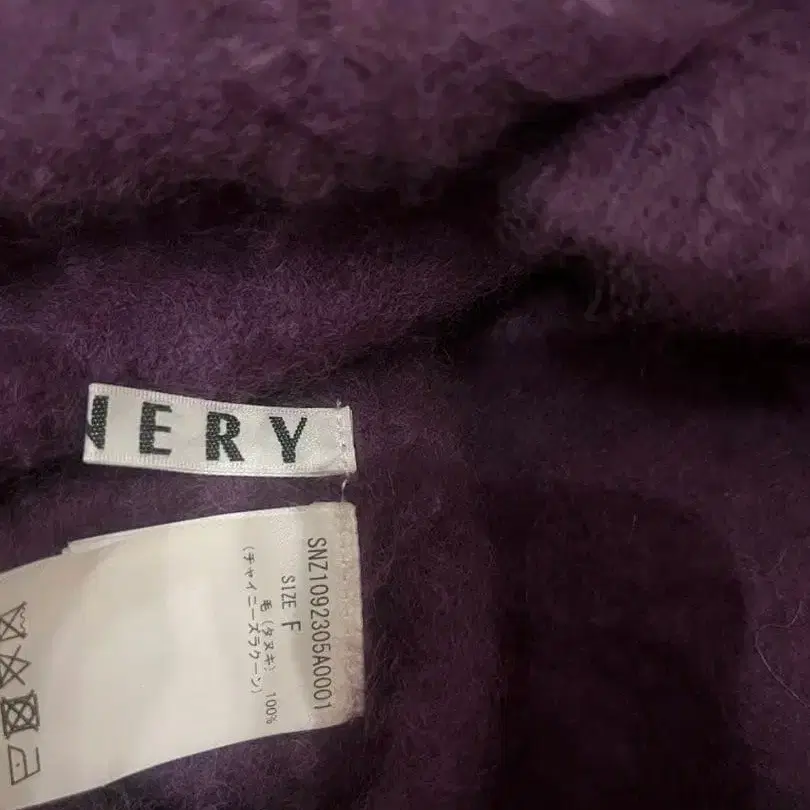 NERY
SNZ1092305A0001
SIZE F
毛(タヌキ) 100%
(チャイニーズラクーン)